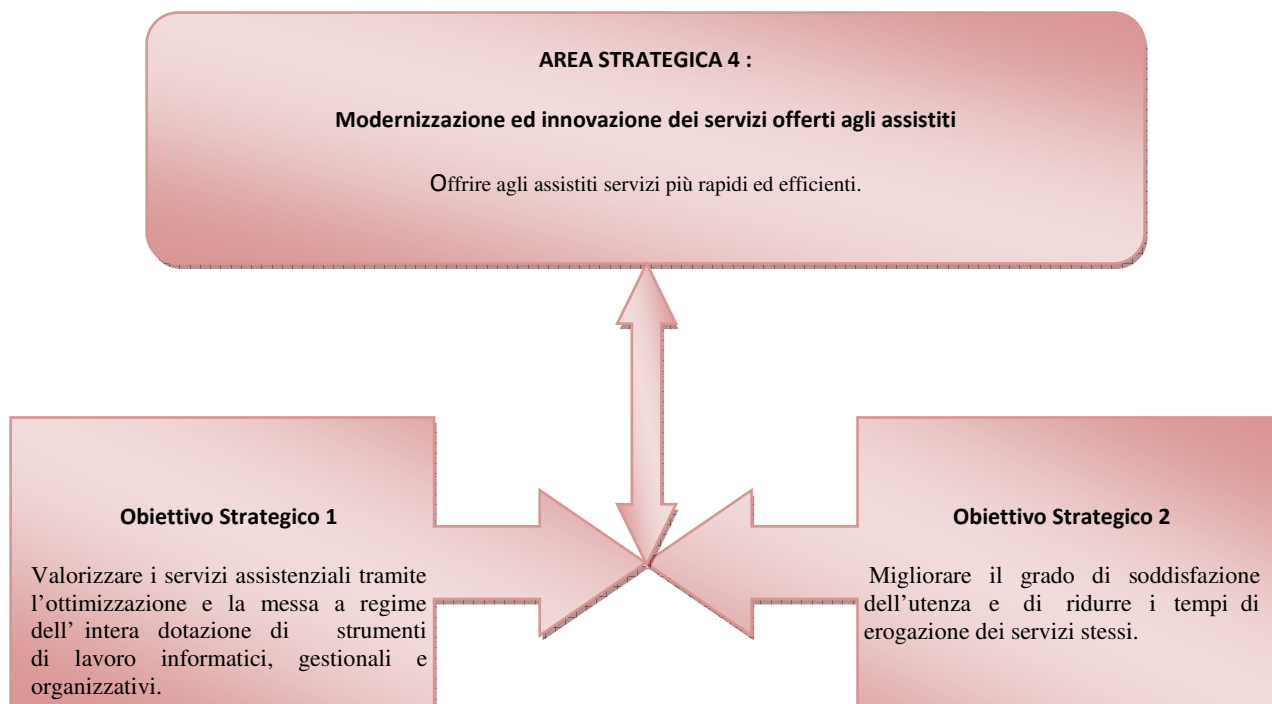 AREA STRATEGICA 4 :
Modernizzazione ed innovazione dei servizi offerti agli assistiti
Offrire agli assistiti servizi più rapidi ed efficienti.
Obiettivo Strategico 1
Valorizzare i servizi assistenziali tramite
l’ottimizzazione e la messa a regime
dell’ intera dotazione di strumenti
di lavoro informatici, gestionali e
organizzativi.
Obiettivo Strategico 2
Migliorare il grado di soddisfazione
dell’utenza e di ridurre i tempi di
erogazione dei servizi stessi.